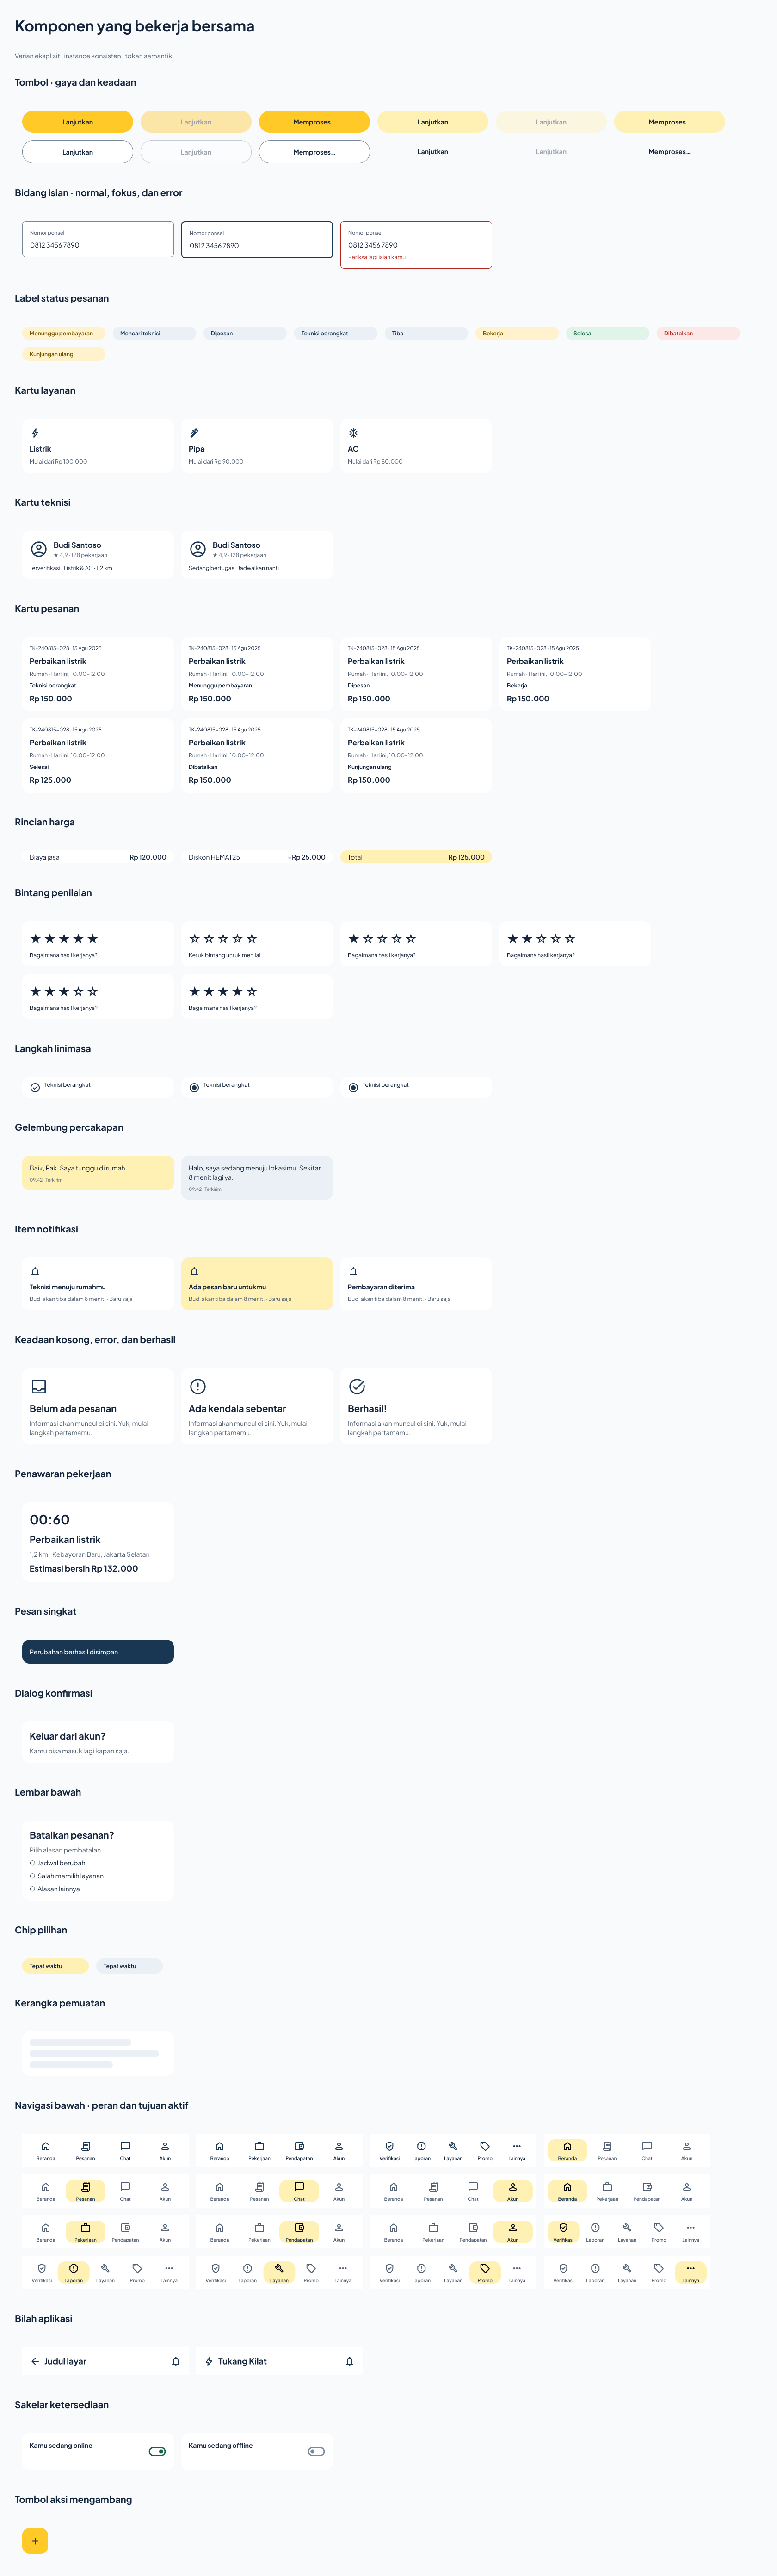 Komponen yang bekerja bersama
Varian eksplisit · instance konsisten · token semantik
Tombol · gaya dan keadaan
Lanjutkan Lanjutkan Memproses… Lanjutkan Lanjutkan Memproses…
Lanjutkan Lanjutkan Memproses… Lanjutkan Lanjutkan Memproses…
Bidang isian · normal, fokus, dan error
Nomor ponsel Nomor ponsel Nomor ponsel
0812 3456 7890 0812 3456 7890 0812 3456 7890
Periksa lagi isian kamu
Label status pesanan
Menunggu pembayaran Mencari teknisi Dipesan Teknisi berangkat Tiba Bekerja Selesai Dibatalkan
Kunjungan ulang
Kartu layanan
Listrik Pipa AC
Mulai dari Rp 100.000 Mulai dari Rp 90.000 Mulai dari Rp 80.000
Kartu teknisi
Budi Santoso Budi Santoso
★ 4,9 · 128 pekerjaan ★ 4,9 · 128 pekerjaan
Terverifikasi · Listrik & AC · 1,2 km Sedang bertugas · Jadwalkan nanti
Kartu pesanan
TK-240815-028 · 15 Agu 2025 TK-240815-028 · 15 Agu 2025 TK-240815-028 · 15 Agu 2025 TK-240815-028 · 15 Agu 2025
Perbaikan listrik Perbaikan listrik Perbaikan listrik Perbaikan listrik
Rumah · Hari ini, 10.00–12.00 Rumah · Hari ini, 10.00–12.00 Rumah · Hari ini, 10.00–12.00 Rumah · Hari ini, 10.00–12.00
Teknisi berangkat Menunggu pembayaran Dipesan Bekerja
Rp 150.000 Rp 150.000 Rp 150.000 Rp 150.000
TK-240815-028 · 15 Agu 2025 TK-240815-028 · 15 Agu 2025 TK-240815-028 · 15 Agu 2025
Perbaikan listrik Perbaikan listrik Perbaikan listrik
Rumah · Hari ini, 10.00–12.00 Rumah · Hari ini, 10.00–12.00 Rumah · Hari ini, 10.00–12.00
Selesai Dibatalkan Kunjungan ulang
Rp 125.000 Rp 150.000 Rp 150.000
Rincian harga
Biaya jasa Rp 120.000 Diskon HEMAT25 −Rp 25.000 Total Rp 125.000
Bintang penilaian
★ ★ ★ ★ ★ ☆ ☆ ☆ ☆ ☆ ★ ☆ ☆ ☆ ☆ ★ ★ ☆ ☆ ☆
Bagaimana hasil kerjanya? Ketuk bintang untuk menilai Bagaimana hasil kerjanya? Bagaimana hasil kerjanya?
★ ★ ★ ☆ ☆ ★ ★ ★ ★ ☆
Bagaimana hasil kerjanya? Bagaimana hasil kerjanya?
Langkah linimasa
Teknisi berangkat Teknisi berangkat Teknisi berangkat
Gelembung percakapan
Baik, Pak. Saya tunggu di rumah.
09.42 · Terkirim
Halo, saya sedang menuju lokasimu. Sekitar
8 menit lagi ya.
09.42 · Terkirim
Item notifikasi
Teknisi menuju rumahmu Ada pesan baru untukmu Pembayaran diterima
Budi akan tiba dalam 8 menit. · Baru saja Budi akan tiba dalam 8 menit. · Baru saja Budi akan tiba dalam 8 menit. · Baru saja
Keadaan kosong, error, dan berhasil
Belum ada pesanan Ada kendala sebentar Berhasil!
Informasi akan muncul di sini. Yuk, mulai Informasi akan muncul di sini. Yuk, mulai Informasi akan muncul di sini. Yuk, mulai
langkah pertamamu. langkah pertamamu. langkah pertamamu.
Penawaran pekerjaan
00:60
Perbaikan listrik
1,2 km · Kebayoran Baru, Jakarta Selatan
Estimasi bersih Rp 132.000
Pesan singkat
Perubahan berhasil disimpan
Dialog konfirmasi
Keluar dari akun?
Kamu bisa masuk lagi kapan saja.
Lembar bawah
Batalkan pesanan?
Pilih alasan pembatalan
○ Jadwal berubah
○ Salah memilih layanan
○ Alasan lainnya
Chip pilihan
Tepat waktu Tepat waktu
Kerangka pemuatan
Navigasi bawah · peran dan tujuan aktif
Beranda Pesanan Chat Akun Beranda Pekerjaan Pendapatan Akun Verifikasi Laporan Layanan Promo Lainnya Beranda Pesanan Chat Akun
Beranda Pesanan Chat Akun Beranda Pesanan Chat Akun Beranda Pesanan Chat Akun Beranda Pekerjaan Pendapatan Akun
Beranda Pekerjaan Pendapatan Akun Beranda Pekerjaan Pendapatan Akun Beranda Pekerjaan Pendapatan Akun Verifikasi Laporan Layanan Promo Lainnya
Verifikasi Laporan Layanan Promo Lainnya Verifikasi Laporan Layanan Promo Lainnya Verifikasi Laporan Layanan Promo Lainnya Verifikasi Laporan Layanan Promo Lainnya
Bilah aplikasi
Judul layar Tukang Kilat
Sakelar ketersediaan
Kamu sedang online Kamu sedang offline
Tombol aksi mengambang
+